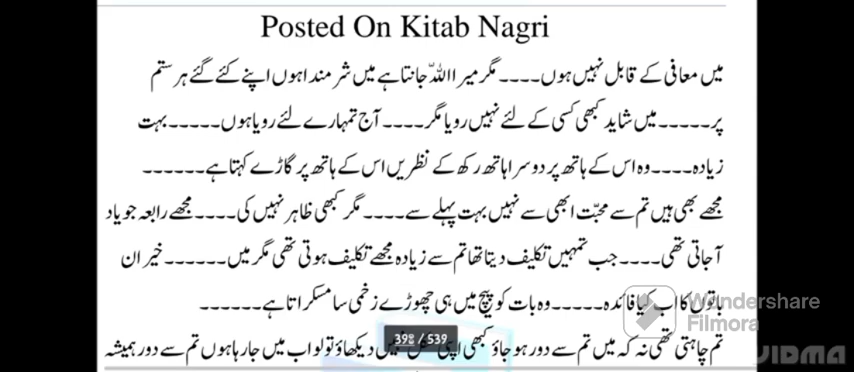 Posted On Kitab Nagri
میں معافی کے قابل نہیں ہوں۔۔۔۔ مگر میرا اللہ جانتا ہے میں شرمندا ہوں اپنے کئے گئے ہر ستم
پر۔۔۔۔۔ میں شاید کبھی کسی کے لئے نہیں رویا مگر۔۔۔۔ آج تمہارے لئے رویا ہوں۔۔۔۔۔ بہت
زیادہ۔۔۔۔ وہ اس کے ہاتھ پر دوسرا ہاتھ رکھ کے نظریں اس کے ہاتھ پر گاڑے کہتا ہے۔۔۔۔۔۔
مجھے بھی ہیں تم سے محبّت ابھی سے نہیں بہت پہلے سے۔۔۔۔ مگر کبھی ظاہر نہیں کی۔۔۔۔ مجھے رابعہ جو یاد
آ جاتی تھی۔۔۔۔ جب تمہیں تکلیف دیتا تھا تم سے زیادہ مجھے تکلیف ہوتی تھی مگر میں۔۔۔۔۔۔ خیر ان
باتوں کا اب کیا فائدہ۔۔۔۔۔ وہ بات کو بیچ میں ہی چھوڑے زخمی سا مسکراتا ہے۔۔۔۔۔۔
Wondershare
Filmora
تم چاہتی تھی نہ کہ میں تم سے دور ہو جاؤ کبھی اپنی نہیں دیکھاؤ تو لو اب میں جا رہا ہوں تم سے دور ہمیشہ
398 / 539
VIDMA